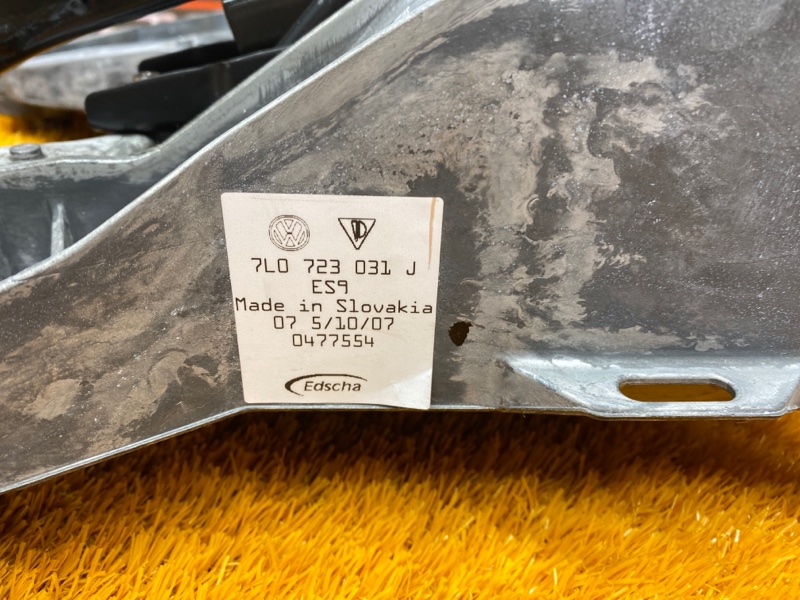 7L0 723 031 J
ES9
Made in Slovakia
07 5/10/07
0477554
Edscha